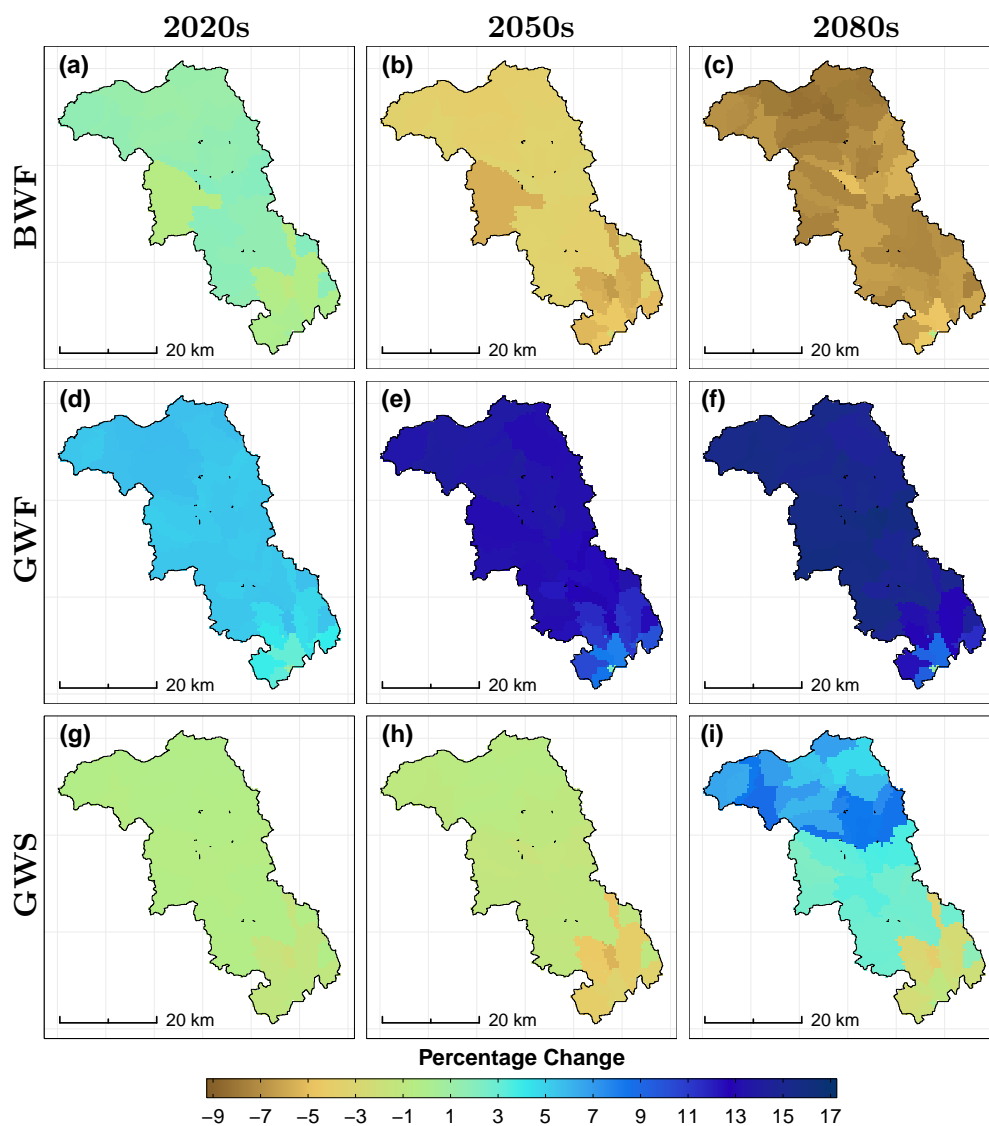 2020s 2050s 2080s
(a) (b) (c)
BWF
20 km 20 km 20 km
(d) (e) (f)
GWF
20 km 20 km 20 km
(g) (h) (i)
GWS
20 km 20 km 20 km
Percentage Change
−9 −7 −5 −3 −1 1 3 5 7 9 11 13 15 17